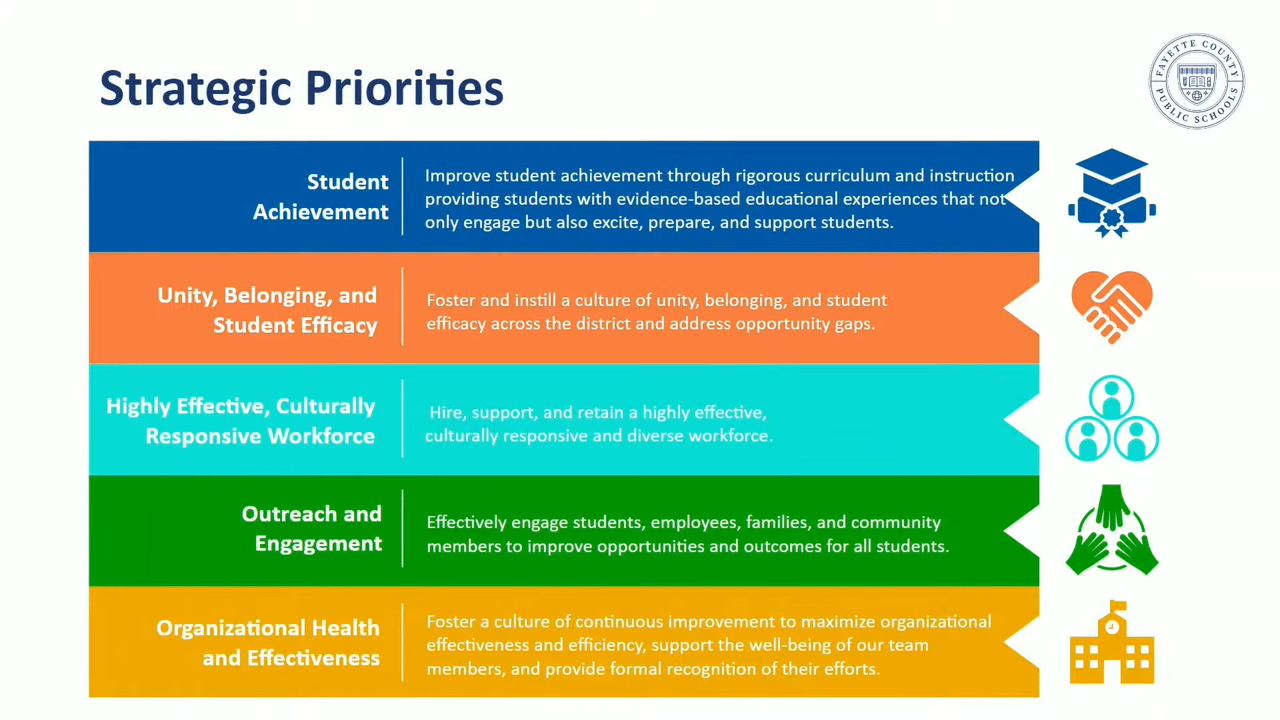 Strategic Priorities
FAYETTE COUNTY
PUBLIC SCHOOLS
Student
Achievement
Improve student achievement through rigorous curriculum and instruction
providing students with evidence-based educational experiences that not
only engage but also excite, prepare, and support students.
Unity, Belonging, and
Student Efficacy
Foster and instill a culture of unity, belonging, and student
efficacy across the district and address opportunity gaps.
Highly Effective, Culturally
Responsive Workforce
Hire, support, and retain a highly effective,
culturally responsive and diverse workforce.
Outreach and
Engagement
Effectively engage students, employees, families, and community
members to improve opportunities and outcomes for all students.
Organizational Health
and Effectiveness
Foster a culture of continuous improvement to maximize organizational
effectiveness and efficiency, support the well-being of our team
members, and provide formal recognition of their efforts.